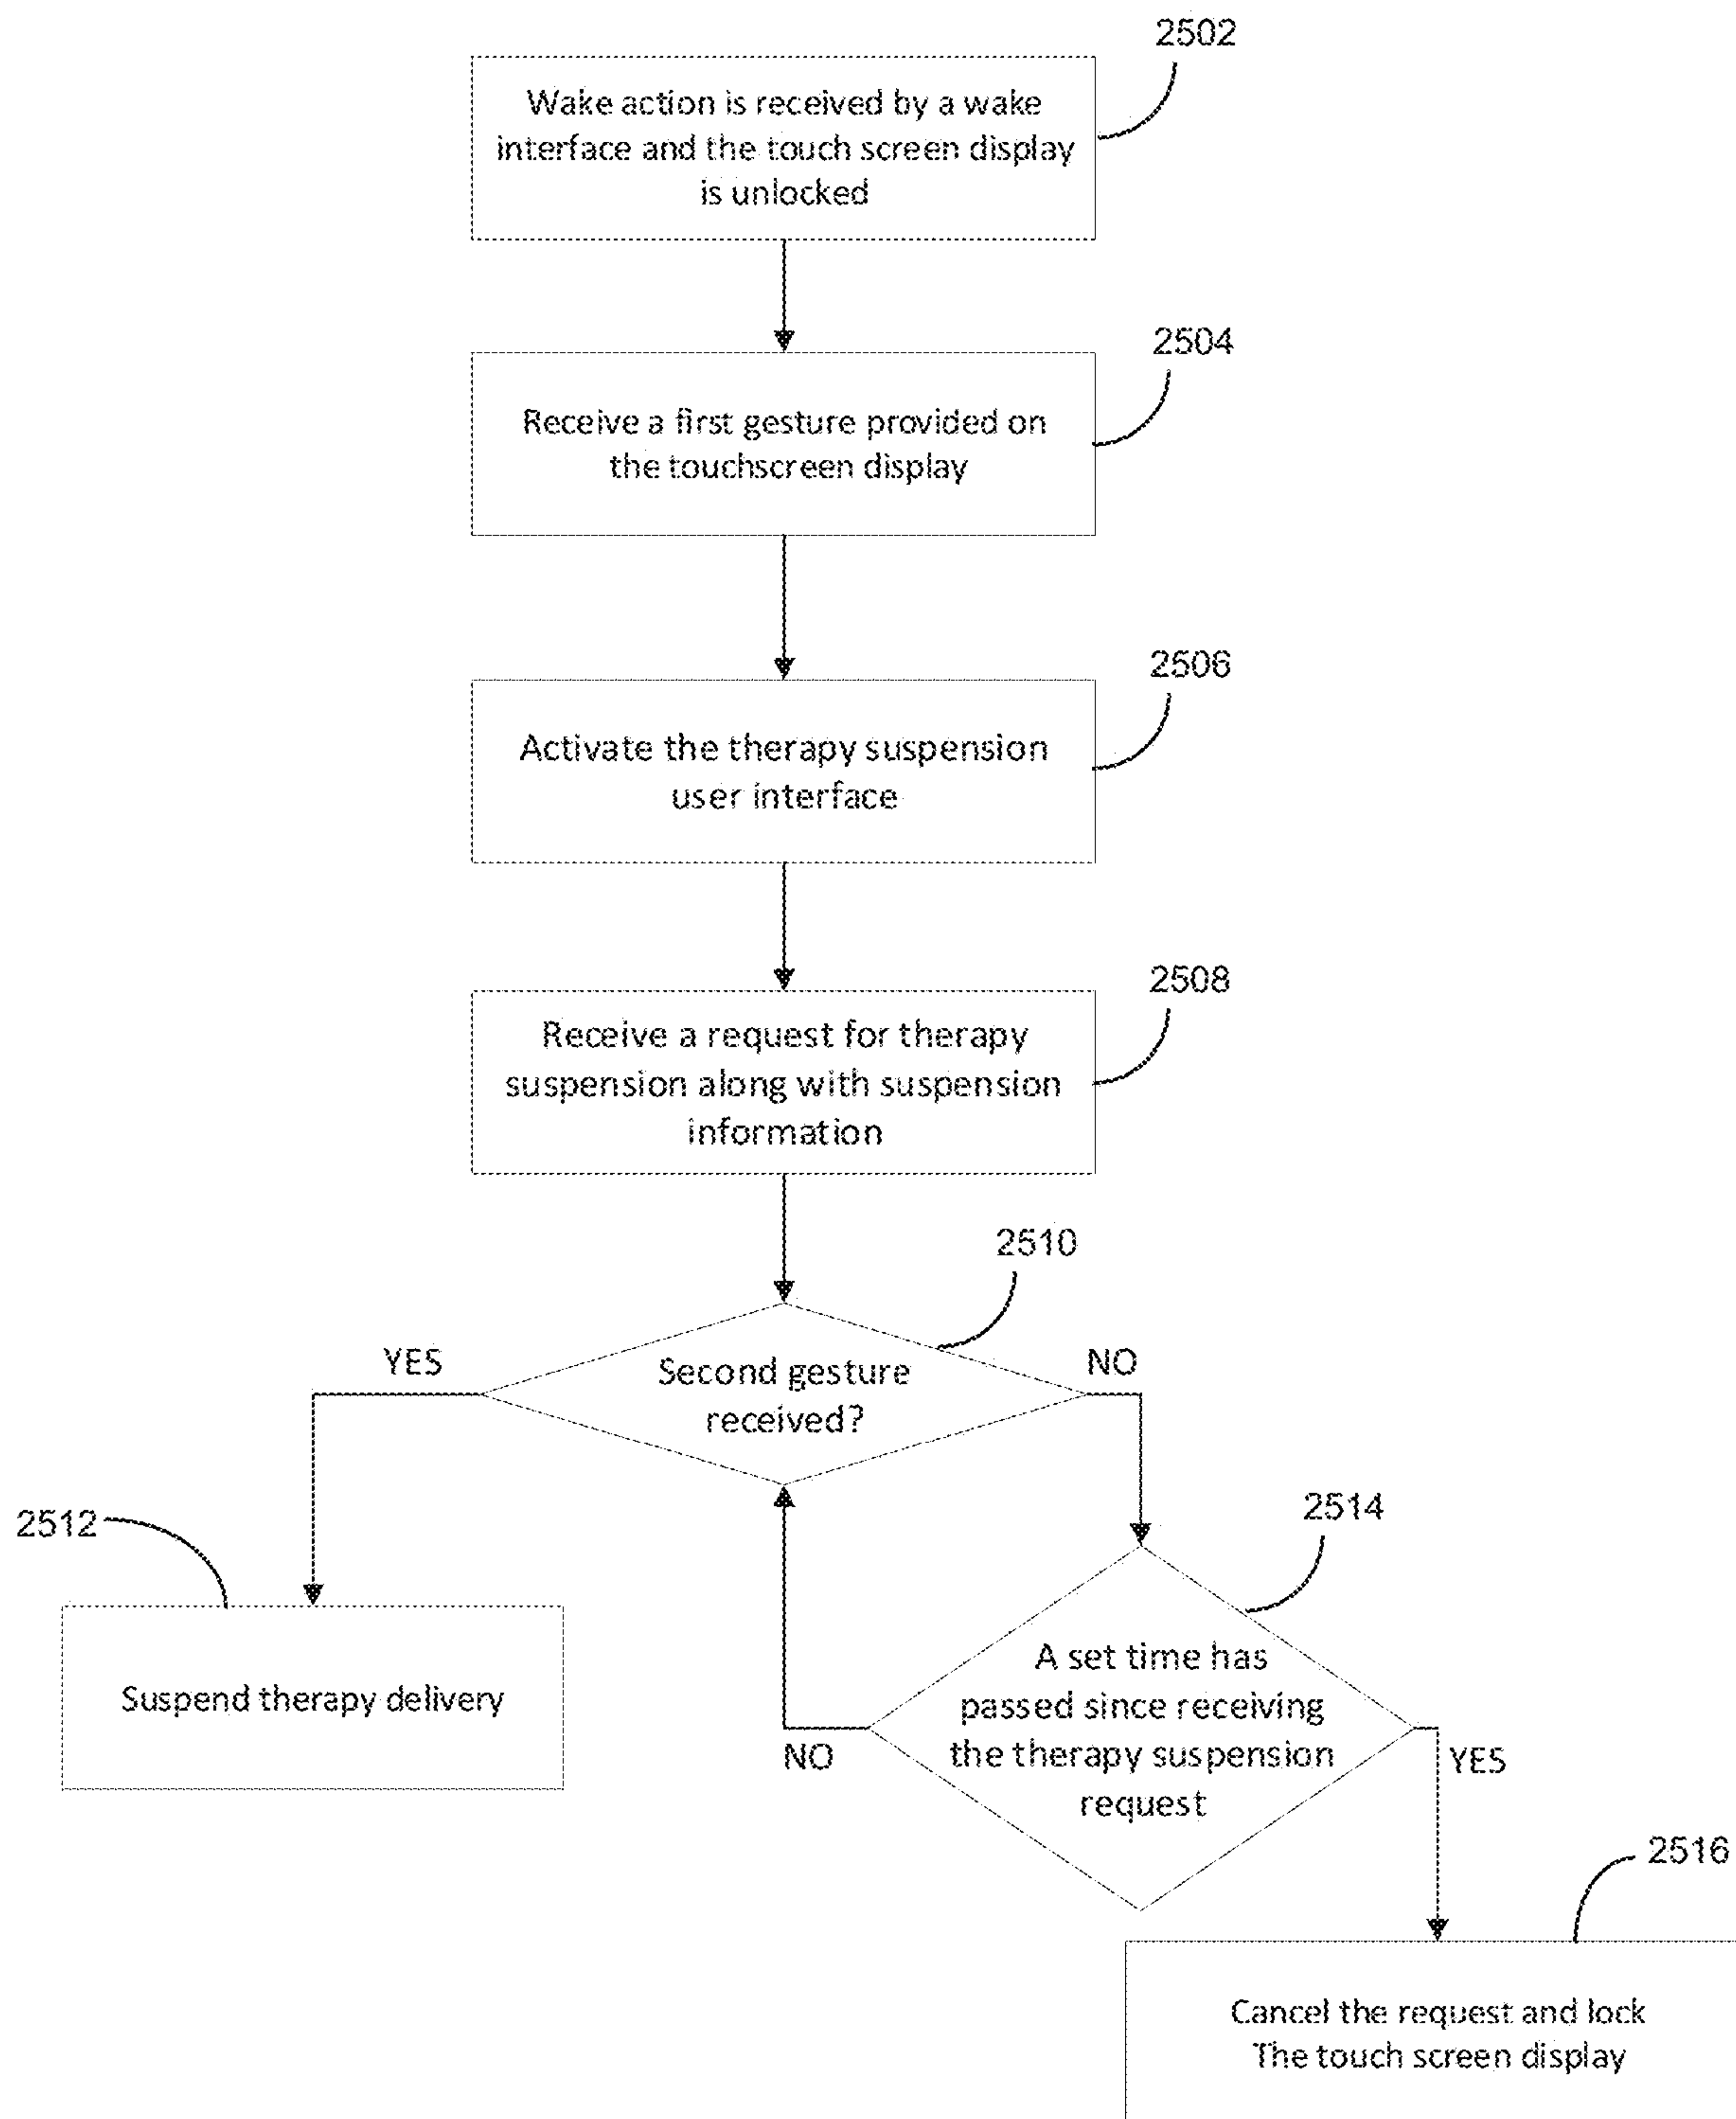 2502
Wake action is received by a wake
interface and the touch screen display
is unlocked
2504
Receive a first gesture provided on
the touchscreen display
2506
Activate the therapy suspension
user interface
2508
Receive a request for therapy
suspension along with suspension
information
2510
YES
Second gesture
received?
NO
2512
Suspend therapy delivery
2514
A set time has
passed since receiving
the therapy suspension
request
NO
YES
2516
Cancel the request and lock
The touch screen display